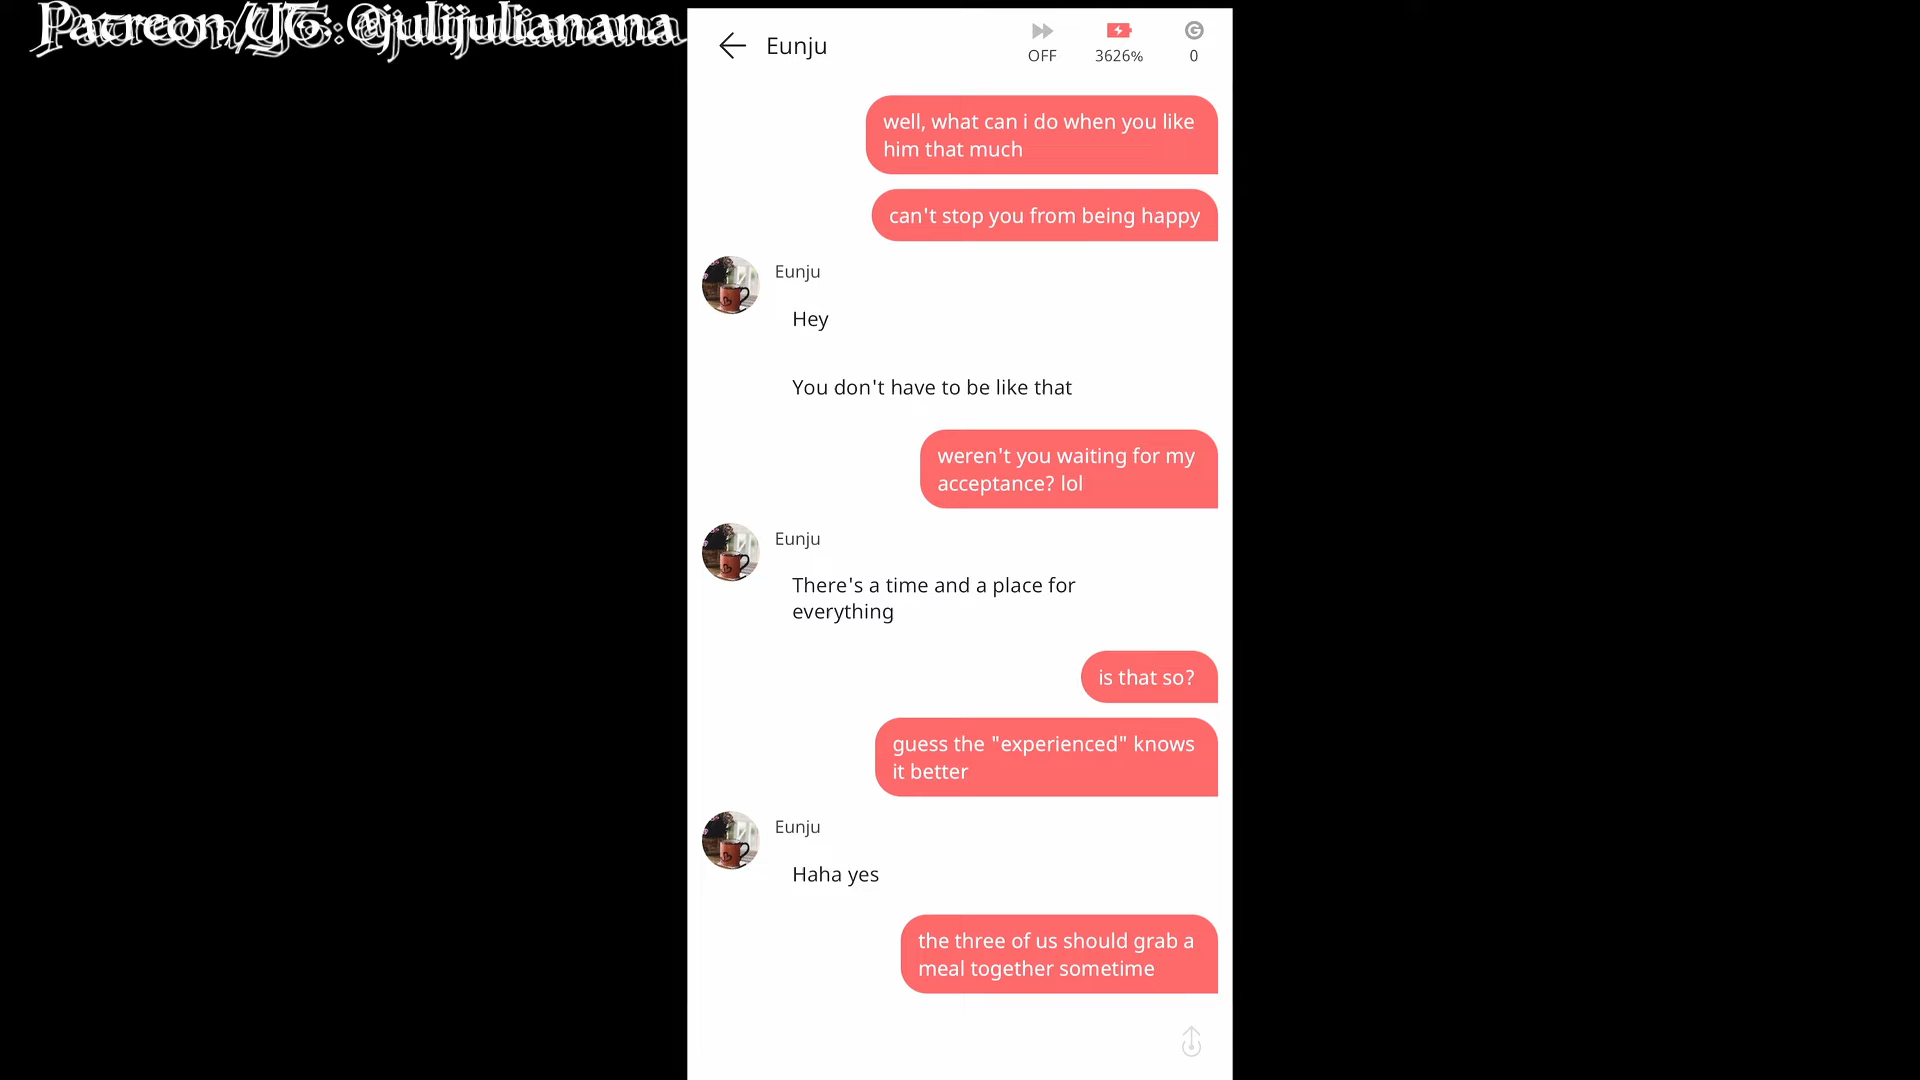 Patreon/YT: @julijulianana
Eunju
OFF
3626%
0
well, what can i do when you like
him that much
can't stop you from being happy
Eunju
Hey
You don't have to be like that
weren't you waiting for my
acceptance? lol
Eunju
There's a time and a place for
everything
is that so?
guess the "experienced" knows
it better
Eunju
Haha yes
the three of us should grab a
meal together sometime